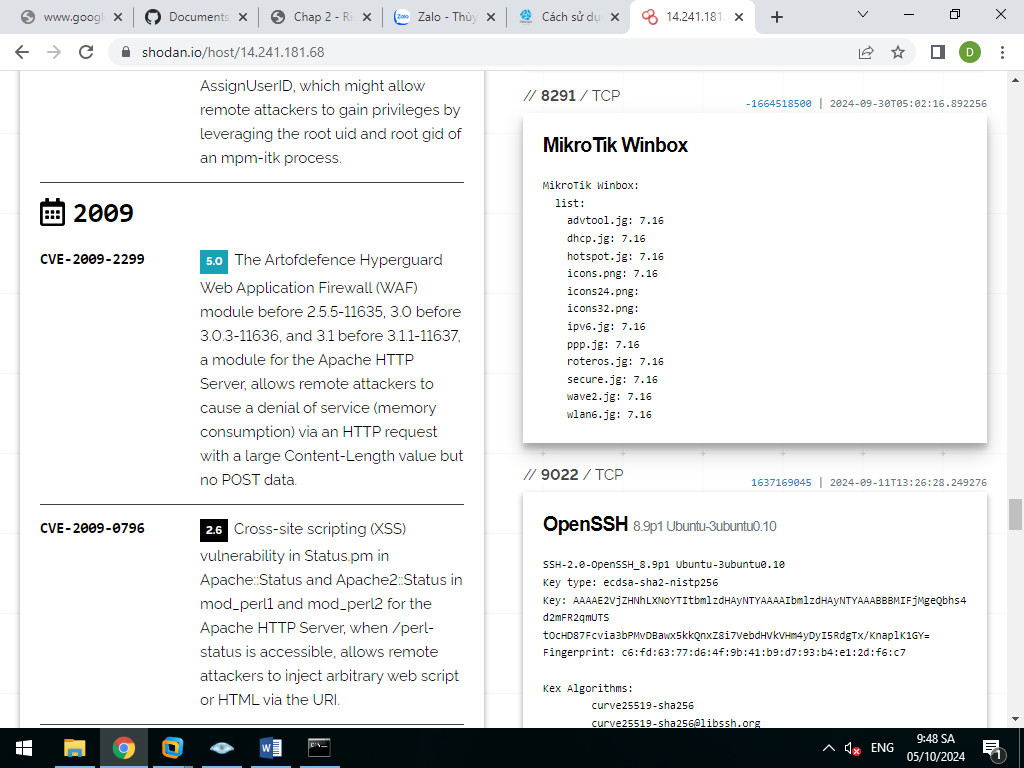 www.googl
Documents
Chap 2 - Ri
Zalo - Thùy
Cách sử dụ
14.241.181
shodan.io/host/14.241.181.68
D
AssignUserID, which might allow
remote attackers to gain privileges by
leveraging the root uid and root gid of
an mpm-itk process.
2009
CVE-2009-2299
5.0 The Artofdefence Hyperguard
Web Application Firewall (WAF)
module before 2.5.5-11635, 3.0 before
3.0.3-11636, and 3.1 before 3.1.1-11637,
a module for the Apache HTTP
Server, allows remote attackers to
cause a denial of service (memory
consumption) via an HTTP request
with a large Content-Length value but
no POST data.
CVE-2009-0796
2.6 Cross-site scripting (XSS)
vulnerability in Status.pm in
Apache::Status and Apache2::Status in
mod_perl1 and mod_perl2 for the
Apache HTTP Server, when /perl-
status is accessible, allows remote
attackers to inject arbitrary web script
or HTML via the URI.
// 8291 / TCP
-1664518500 | 2024-09-30T05:02:16.892256
MikroTik Winbox
MikroTik Winbox:
list:
advtool.jg: 7.16
dhcp.jg: 7.16
hotspot.jg: 7.16
icons.png: 7.16
icons24.png:
icons32.png:
ipv6.jg: 7.16
ppp.jg: 7.16
roteros.jg: 7.16
secure.jg: 7.16
wave2.jg: 7.16
wlan6.jg: 7.16
// 9022 / TCP
1637169045 | 2024-09-11T13:26:28.249276
OpenSSH 8.9p1 Ubuntu-3ubuntu0.10
SSH-2.0-OpenSSH_8.9p1 Ubuntu-3ubuntu0.10
Key type: ecdsa-sha2-nistp256
Key: AAAAE2VjZHNhLXNoYTItbmlzdHAyNTYAAAAIbmlzdHAyNTYAAABBBMIFjMgeQbhs4
d2mFR2qmUTS
tOcHD87Fcvia3bPMvDBawx5kkQnxZ8i7VebdHVkVHm4yDyI5RdgTx/KnaplK1GY=
Fingerprint: c6:fd:63:77:d6:4f:9b:41:b9:d7:93:b4:e1:2d:f6:c7
Kex Algorithms:
curve25519-sha256
curve25519-sha256@libssh.org
ENG
9:48 SA
05/10/2024
1